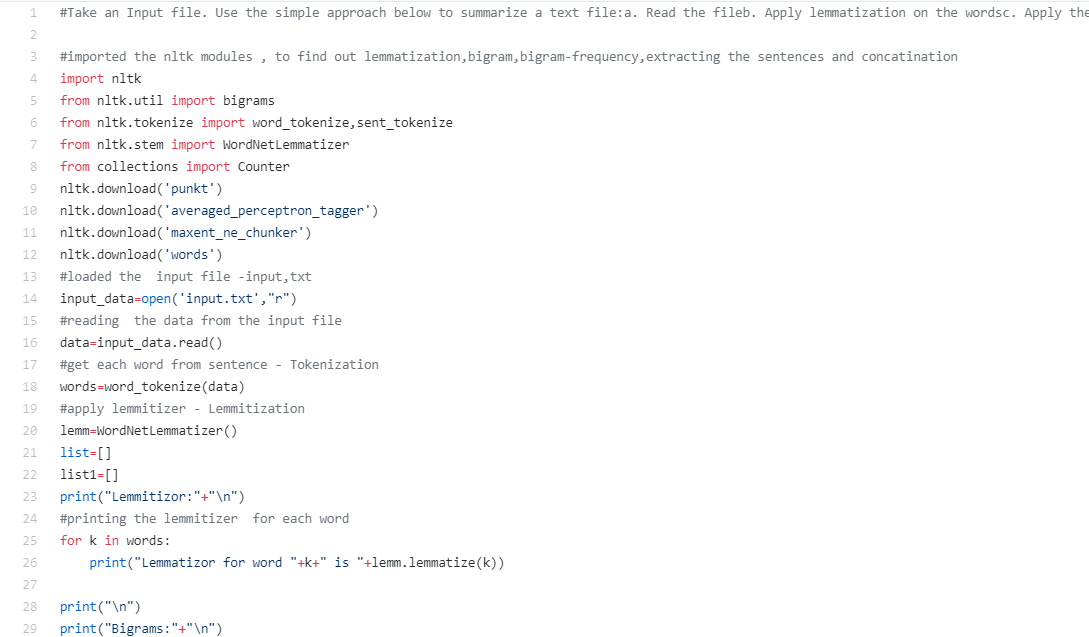 1 #Take an Input file. Use the simple approach below to summarize a text file:a. Read the fileb. Apply lemmatization on the wordsc. Apply the
2
3 #imported the nltk modules , to find out lemmatization,bigram,bigram-frequency,extracting the sentences and concatination
4 import nltk
5 from nltk.util import bigrams
6 from nltk.tokenize import word_tokenize,sent_tokenize
7 from nltk.stem import WordNetLemmatizer
8 from collections import Counter
9 nltk.download('punkt')
10 nltk.download('averaged_perceptron_tagger')
11 nltk.download('maxent_ne_chunker')
12 nltk.download('words')
13 #loaded the  input file -input,txt
14 input_data=open('input.txt',"r")
15 #reading  the data from the input file
16 data=input_data.read()
17 #get each word from sentence - Tokenization
18 words=word_tokenize(data)
19 #apply lemmitizer - Lemmitization
20 lemm=WordNetLemmatizer()
21 list=[]
22 list1=[]
23 print("Lemmitizor:"+"\n")
24 #printing the lemmitizer  for each word
25 for k in words:
26     print("Lemmatizor for word "+k+" is "+lemm.lemmatize(k))
27
28 print("\n")
29 print("Bigrams:"+"\n")